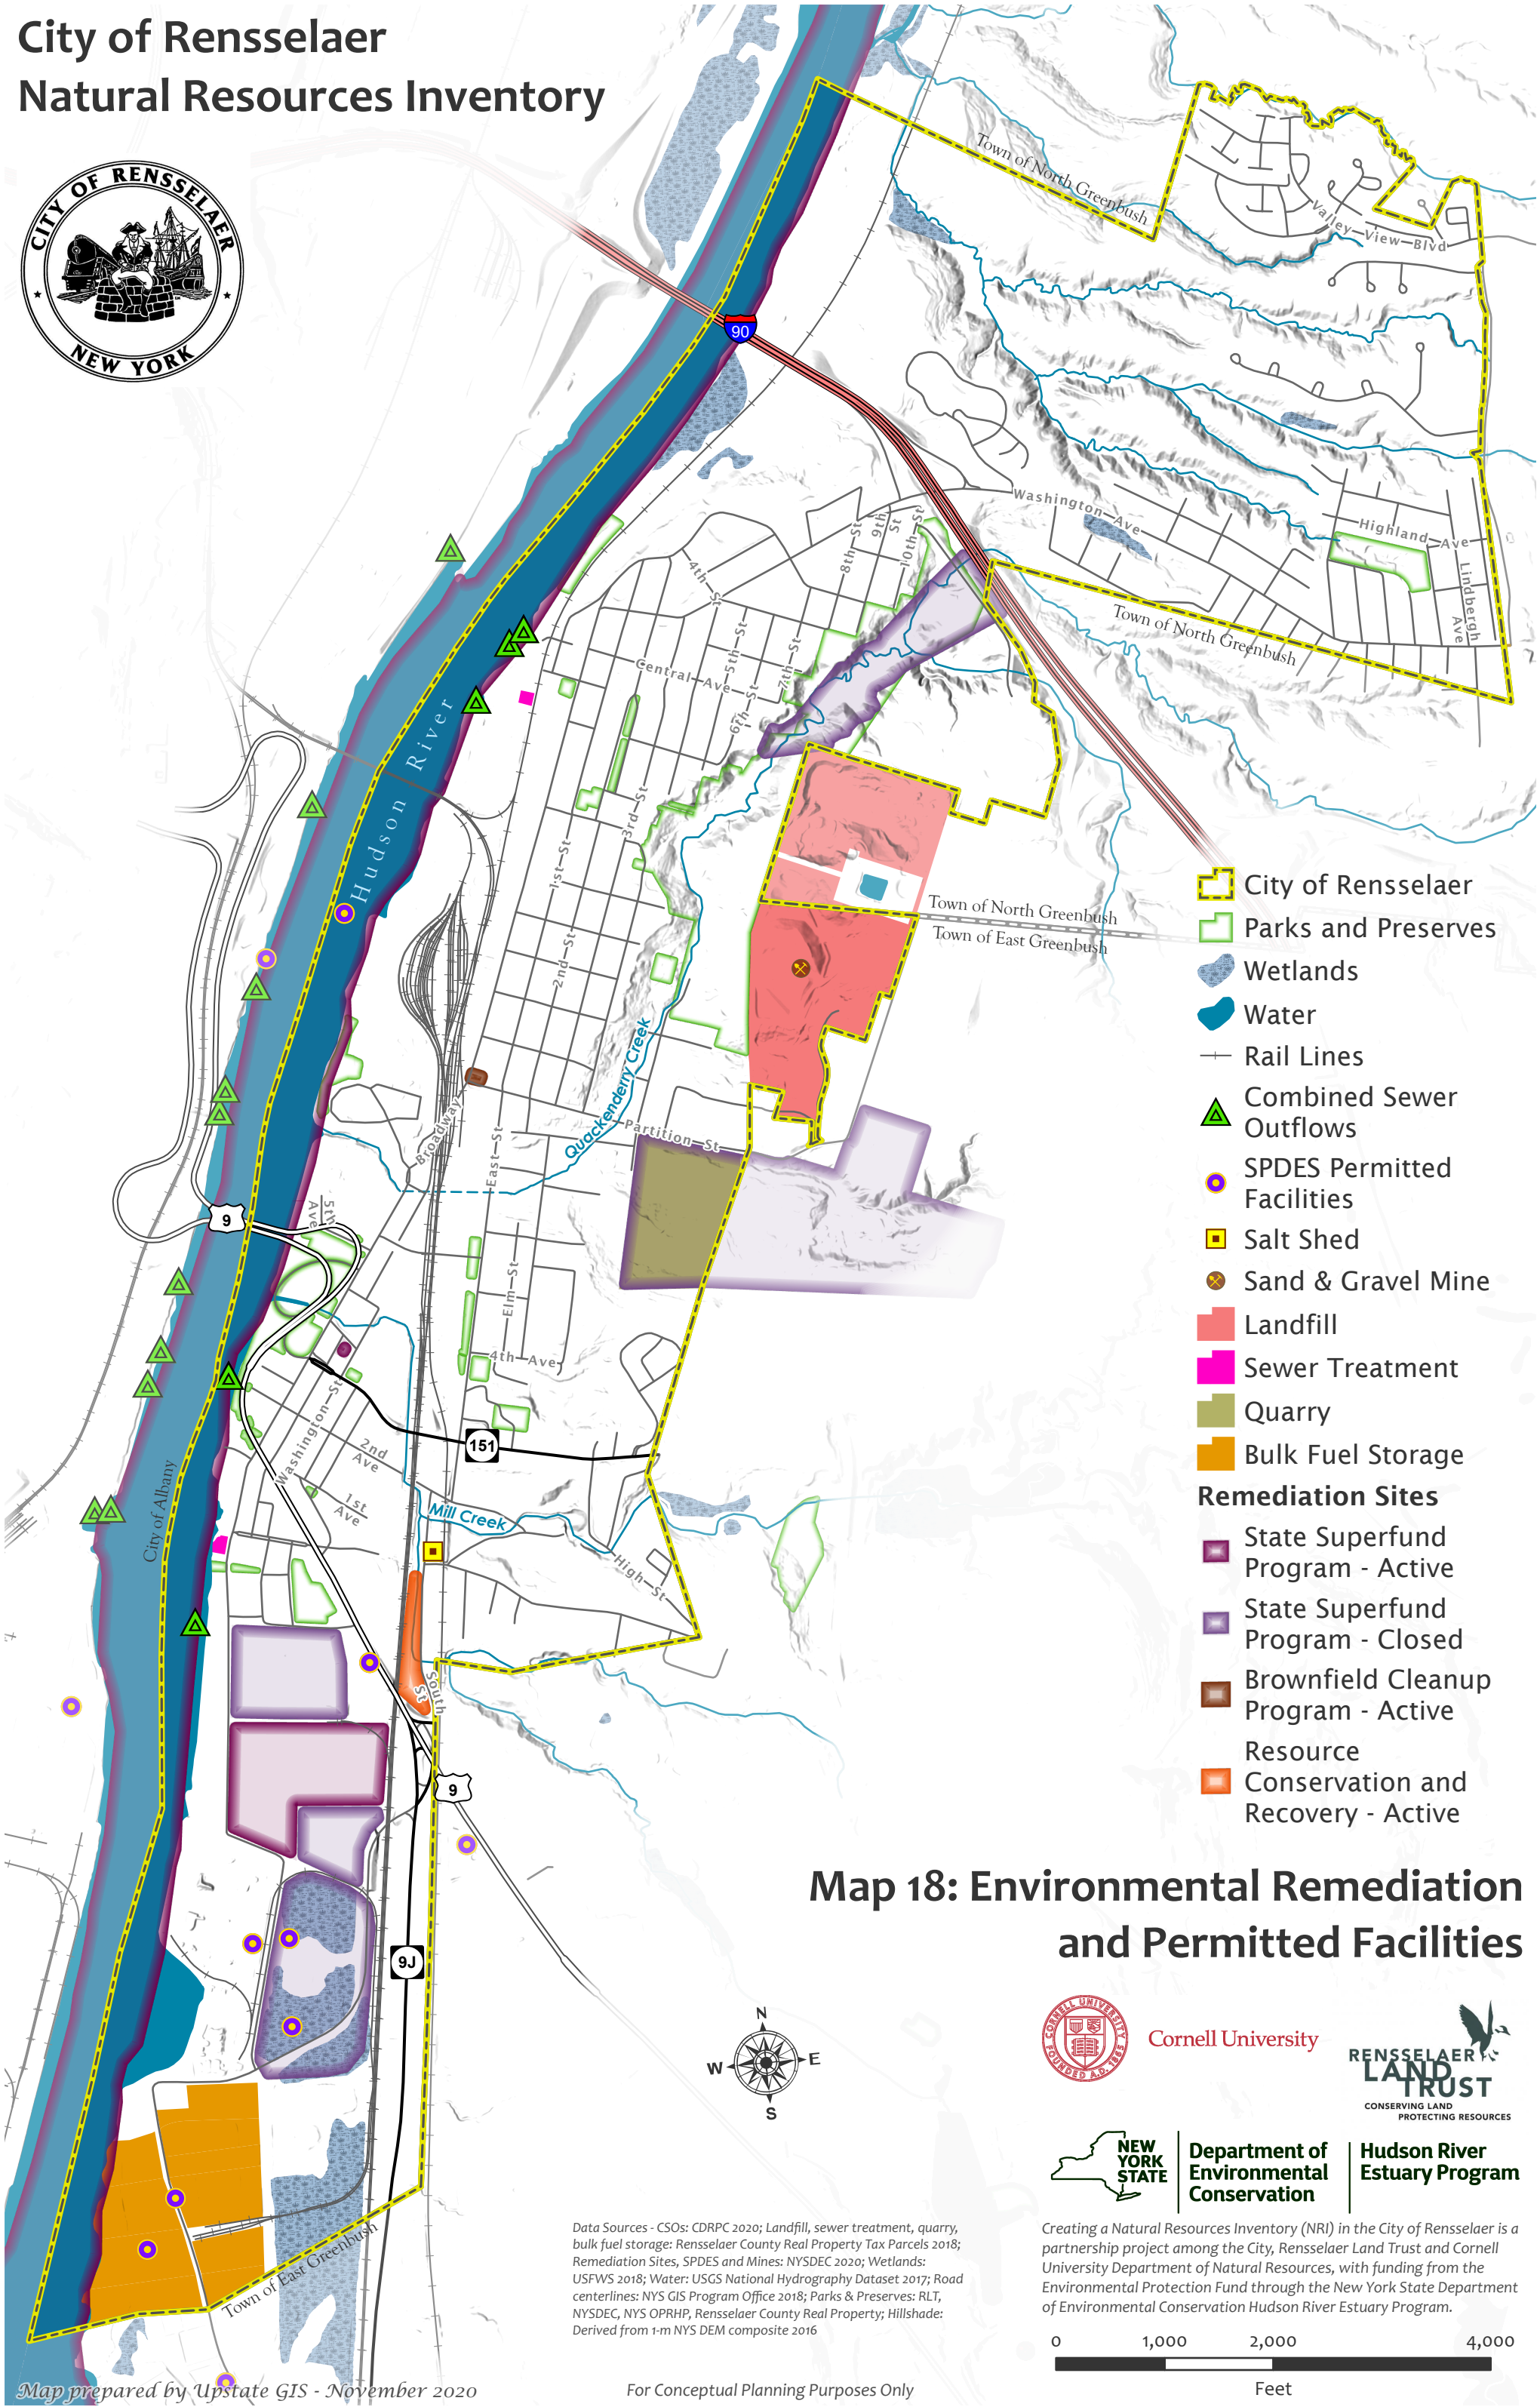 City of Rensselaer
Natural Resources Inventory
CITY OF RENSSELAER
NEW YORK
Town of North Greenbush
Valley View Blvd
90
Washington Ave
Highland Ave
Lindbergh
Ave
Town of North Greenbush
4th St
8th St
9th
St
10th St
Central Ave
5th St
6th St
7th St
Hudson River
3rd St
1st St
2nd St
Town of North Greenbush
Town of East Greenbush
Quackenderry Creek
Partition St
Broadway
East St
5th
Ave
9
Elm St
4th Ave
151
Washington St
2nd
Ave
1st
Ave
City of Albany
Mill Creek
High St
South
St
9
9J
Town of East Greenbush
City of Rensselaer
Parks and Preserves
Wetlands
Water
Rail Lines
Combined Sewer
Outflows
SPDES Permitted
Facilities
Salt Shed
Sand & Gravel Mine
Landfill
Sewer Treatment
Quarry
Bulk Fuel Storage
Remediation Sites
State Superfund
Program - Active
State Superfund
Program - Closed
Brownfield Cleanup
Program - Active
Resource
Conservation and
Recovery - Active
Map 18: Environmental Remediation
and Permitted Facilities
N
W
E
S
CORNELL UNIVERSITY
FOUNDED A.D. 1865
Cornell University
RENSSELAER
LAND
TRUST
CONSERVING LAND
PROTECTING RESOURCES
NEW
YORK
STATE
Department of
Environmental
Conservation
Hudson River
Estuary Program
Data Sources - CSOs: CDRPC 2020; Landfill, sewer treatment, quarry,
bulk fuel storage: Rensselaer County Real Property Tax Parcels 2018;
Remediation Sites, SPDES and Mines: NYSDEC 2020; Wetlands:
USFWS 2018; Water: USGS National Hydrography Dataset 2017; Road
centerlines: NYS GIS Program Office 2018; Parks & Preserves: RLT,
NYSDEC, NYS OPRHP, Rensselaer County Real Property; Hillshade:
Derived from 1-m NYS DEM composite 2016
Creating a Natural Resources Inventory (NRI) in the City of Rensselaer is a
partnership project among the City, Rensselaer Land Trust and Cornell
University Department of Natural Resources, with funding from the
Environmental Protection Fund through the New York State Department
of Environmental Conservation Hudson River Estuary Program.
0 1,000 2,000 4,000
Feet
Map prepared by Upstate GIS - November 2020
For Conceptual Planning Purposes Only